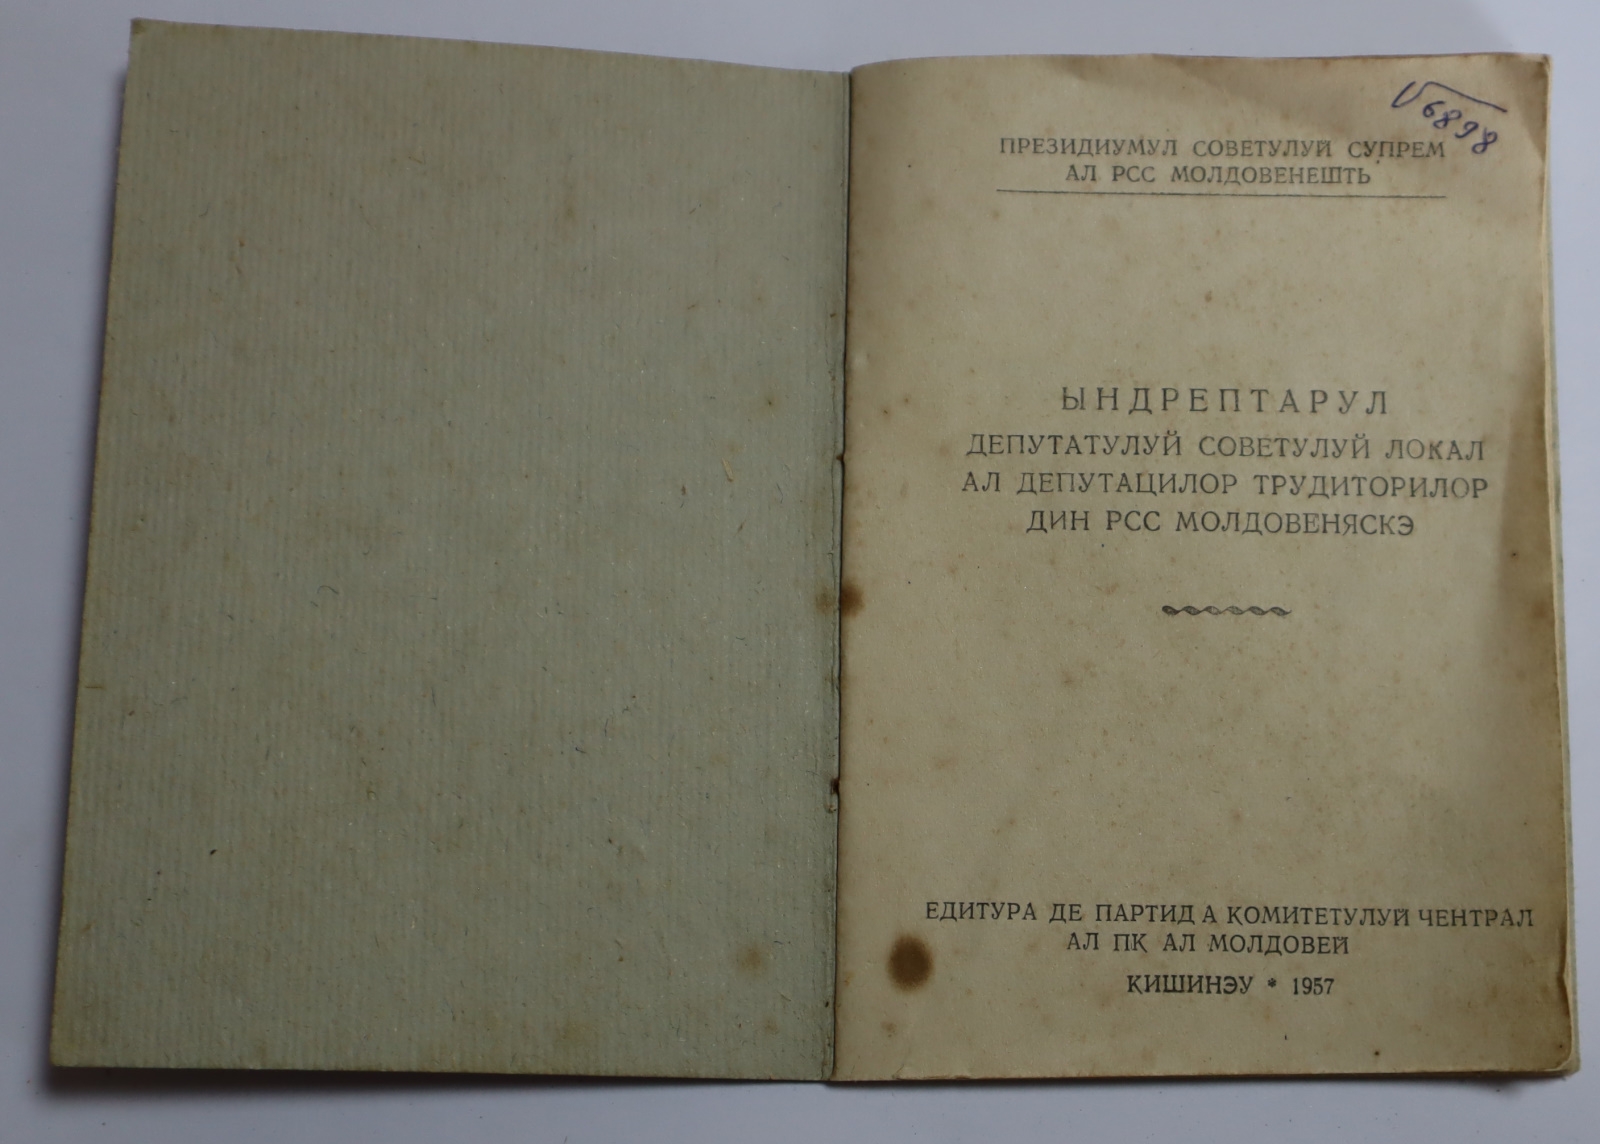 √6898
ПРЕЗИДИУМУЛ СОВЕТУЛУЙ СУПРЕМ
АЛ РСС МОЛДОВЕНЕШТЬ
ЫНДРЕПТАРУЛ
ДЕПУТАТУЛУЙ СОВЕТУЛУЙ ЛОКАЛ
АЛ ДЕПУТАЦИЛОР ТРУДИТОРИЛОР
ДИН РСС МОЛДОВЕНЯСКЭ
ЕДИТУРА ДЕ ПАРТИД А КОМИТЕТУЛУЙ ЧЕНТРАЛ
АЛ ПК АЛ МОЛДОВЕЙ
КИШИНЭУ * 1957